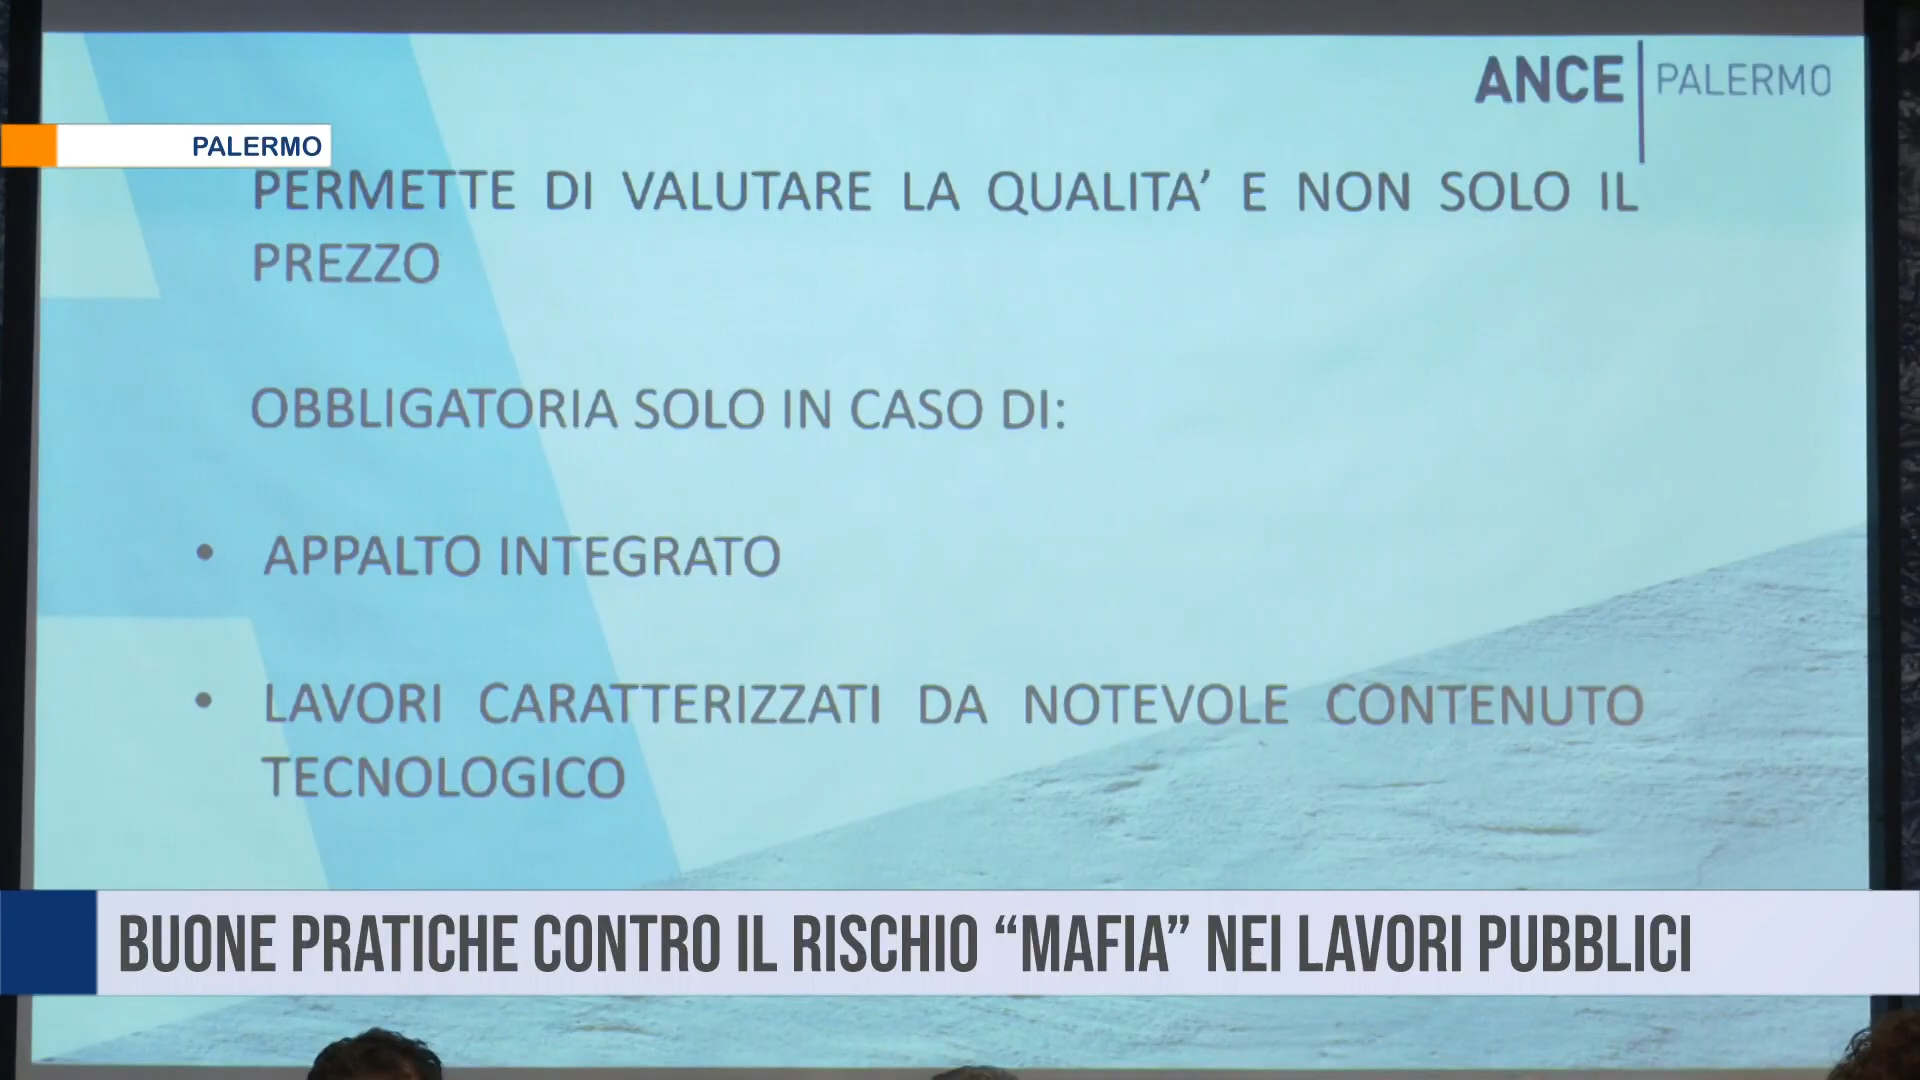 ANCE PALERMO
PALERMO
PERMETTE DI VALUTARE LA QUALITA’ E NON SOLO IL
PREZZO
OBBLIGATORIA SOLO IN CASO DI:
• APPALTO INTEGRATO
• LAVORI CARATTERIZZATI DA NOTEVOLE CONTENUTO
TECNOLOGICO
BUONE PRATICHE CONTRO IL RISCHIO “MAFIA” NEI LAVORI PUBBLICI